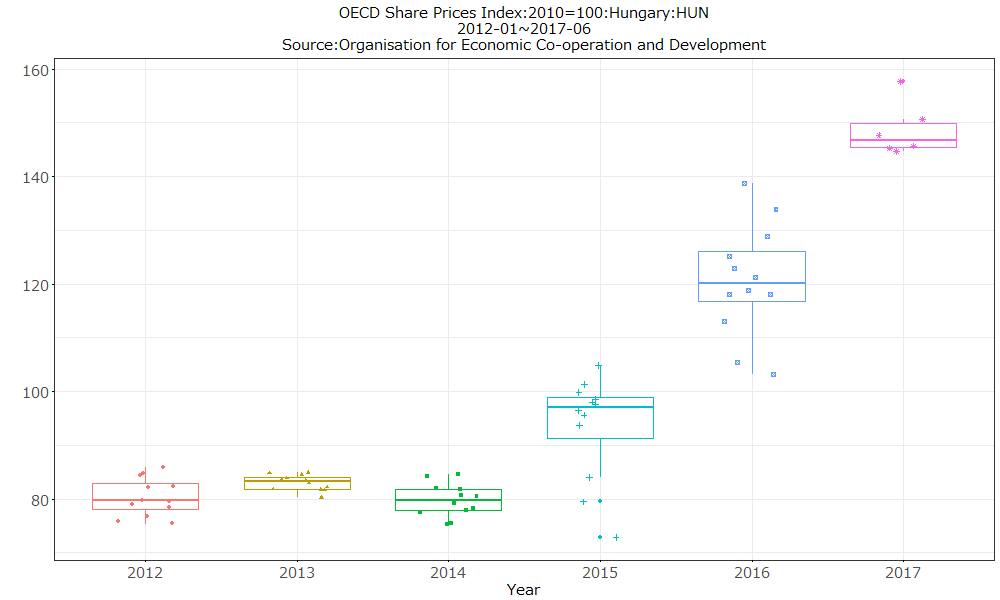 OECD Share Prices Index:2010=100:Hungary:HUN
2012-01~2017-06
Source:Organisation for Economic Co-operation and Development
160
140
120
100
80
2012 2013 2014 2015 2016 2017
Year